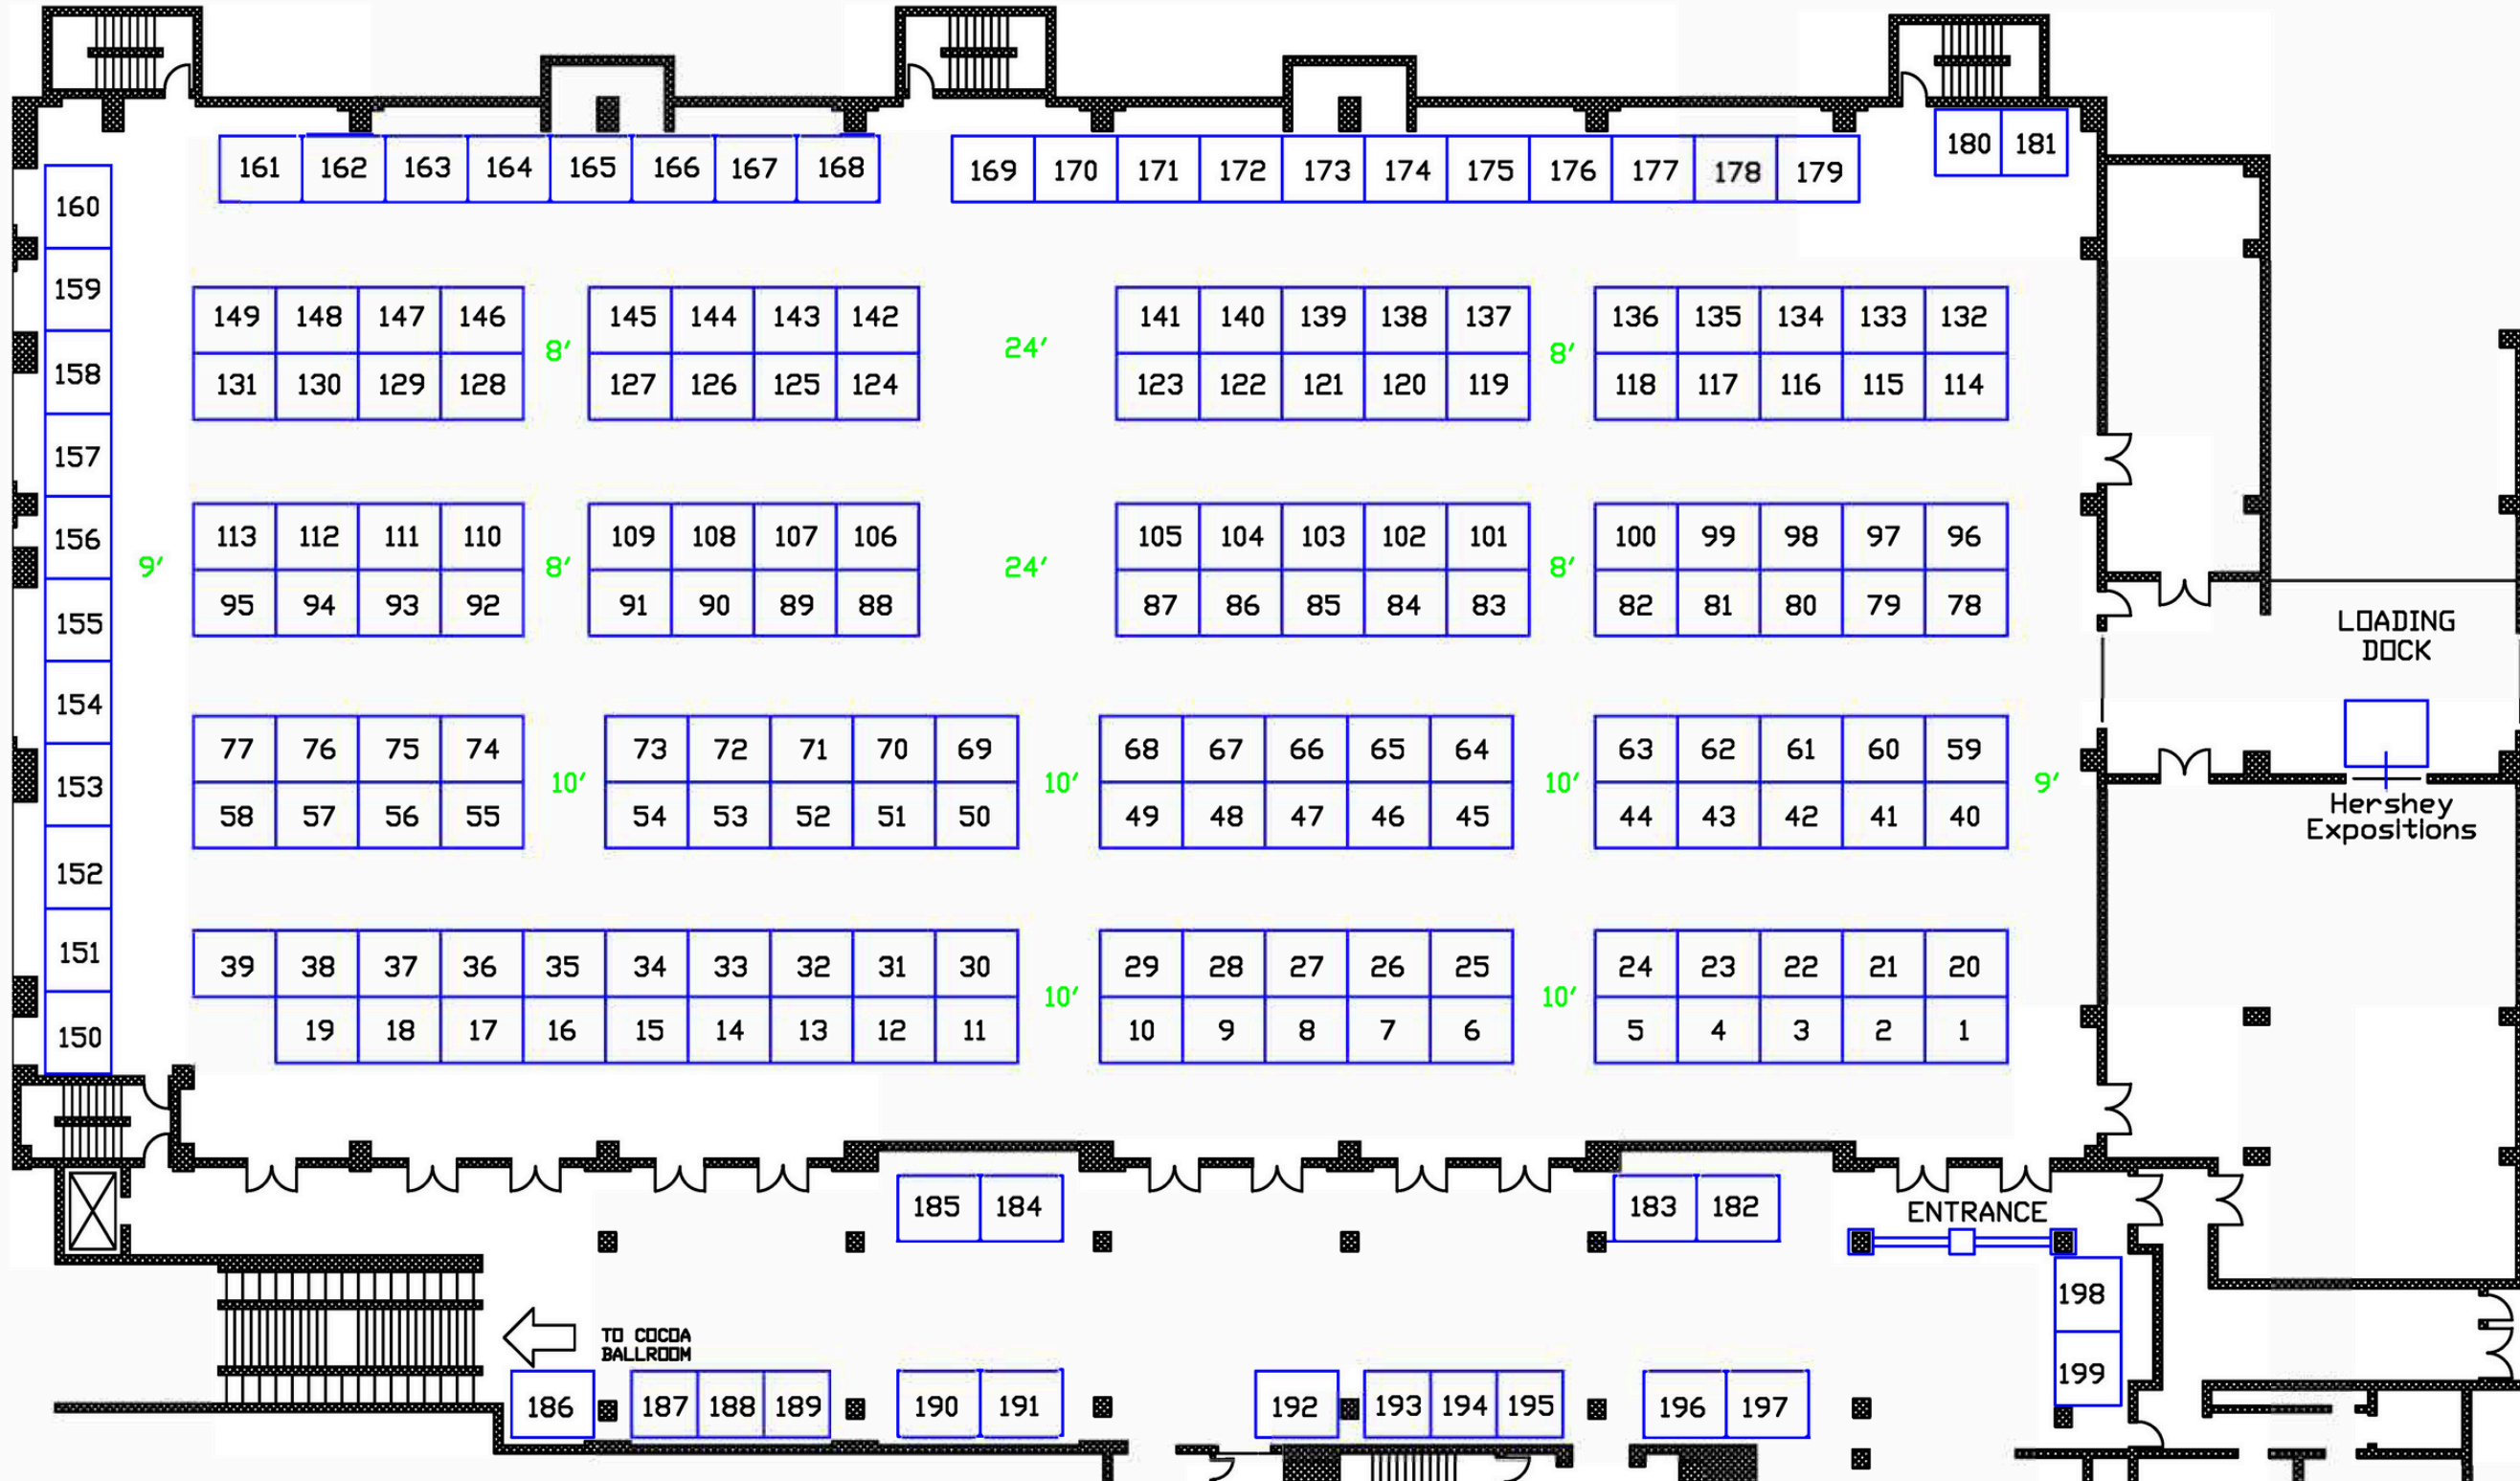 180 181
161 162 163 164 165 166 167 168 169 170 171 172 173 174 175 176 177 178 179
160
159
149 148 147 146 145 144 143 142 141 140 139 138 137 136 135 134 133 132
8' 24' 8'
158
131 130 129 128 127 126 125 124 123 122 121 120 119 118 117 116 115 114
157
156
113 112 111 110 109 108 107 106 105 104 103 102 101 100 99 98 97 96
9' 8' 24' 8'
95 94 93 92 91 90 89 88 87 86 85 84 83 82 81 80 79 78
155
LOADING
DOCK
154
77 76 75 74 73 72 71 70 69 68 67 66 65 64 63 62 61 60 59
153
10' 10' 10' 9'
58 57 56 55 54 53 52 51 50 49 48 47 46 45 44 43 42 41 40
Hershey
Expositions
152
151
39 38 37 36 35 34 33 32 31 30 29 28 27 26 25 24 23 22 21 20
10' 10'
150
19 18 17 16 15 14 13 12 11 10 9 8 7 6 5 4 3 2 1
185 184 183 182
ENTRANCE
198
TO COCOA
BALLROOM
199
186 187 188 189 190 191 192 193 194 195 196 197